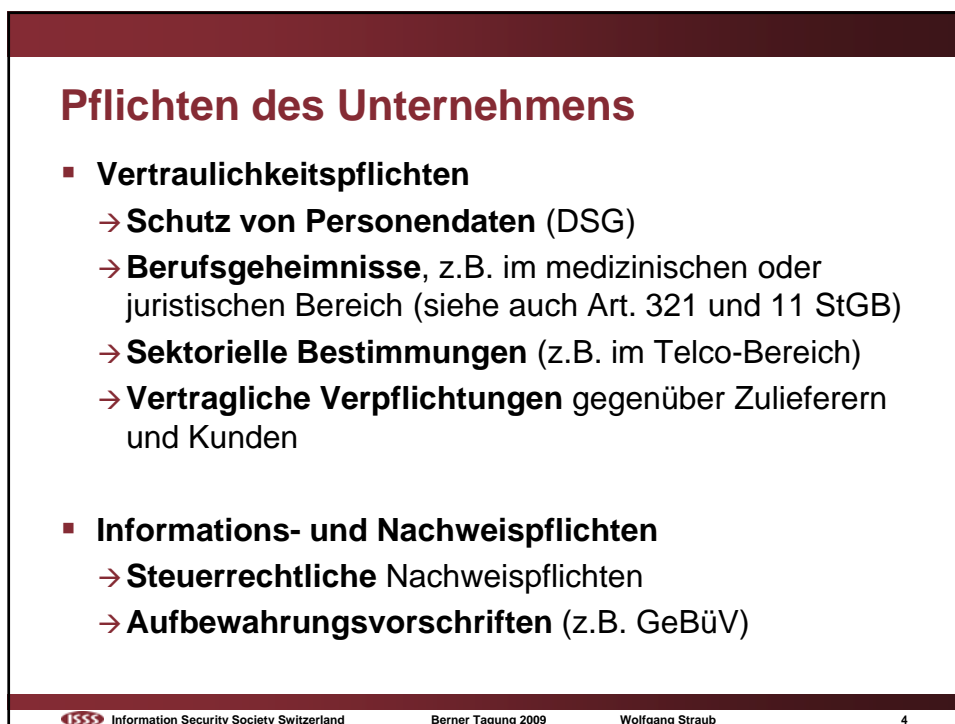 Pflichten des Unternehmens
▪ Vertraulichkeitspflichten
→ Schutz von Personendaten (DSG)
→ Berufsgeheimnisse, z.B. im medizinischen oder
juristischen Bereich (siehe auch Art. 321 und 11 StGB)
→ Sektorielle Bestimmungen (z.B. im Telco-Bereich)
→ Vertragliche Verpflichtungen gegenüber Zulieferern
und Kunden
▪ Informations- und Nachweispflichten
→ Steuerrechtliche Nachweispflichten
→ Aufbewahrungsvorschriften (z.B. GeBüV)
ISSS Information Security Society Switzerland Berner Tagung 2009 Wolfgang Straub 4